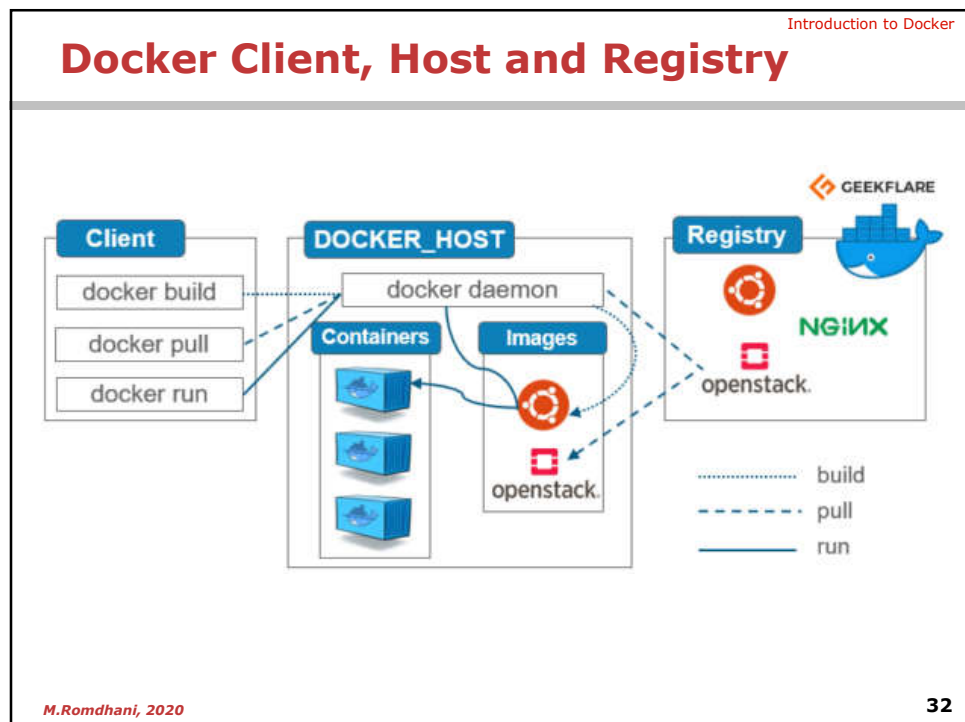 Introduction to Docker
Docker Client, Host and Registry
GEEKFLARE
Client
docker build
docker pull
docker run
DOCKER_HOST
docker daemon
Containers
Images
openstack.
Registry
NGINX
openstack.
build
pull
run
M.Romdhani, 2020
32